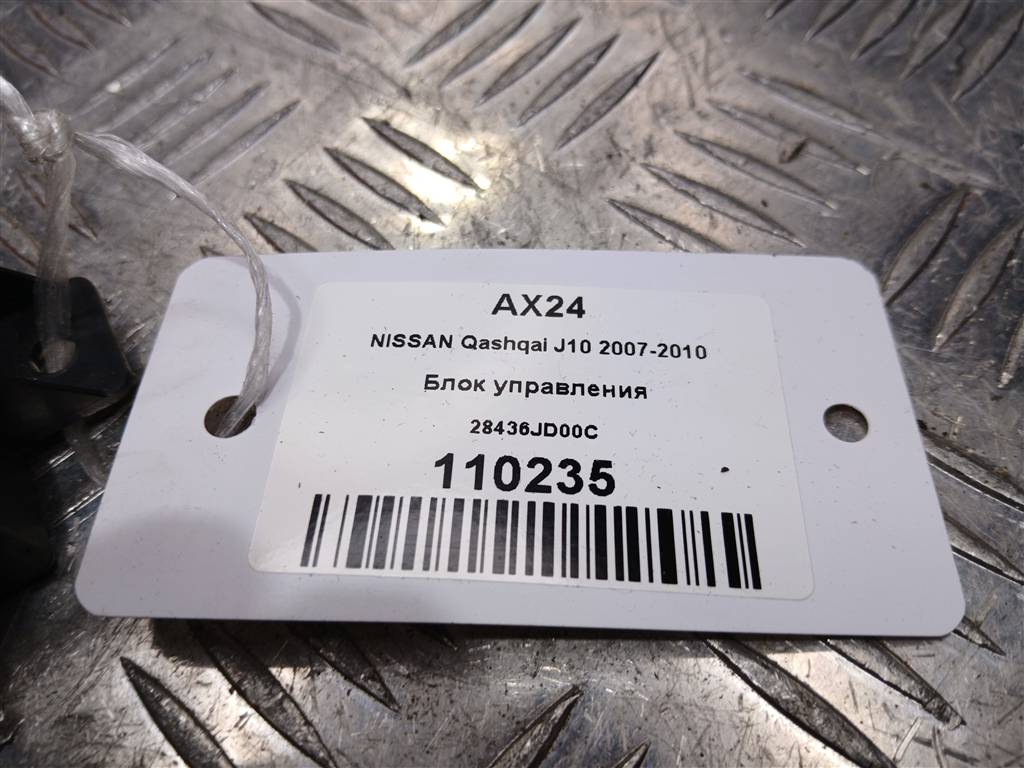 AX24
NISSAN Qashqai J10 2007-2010
Блок управления
28436JD00C
110235